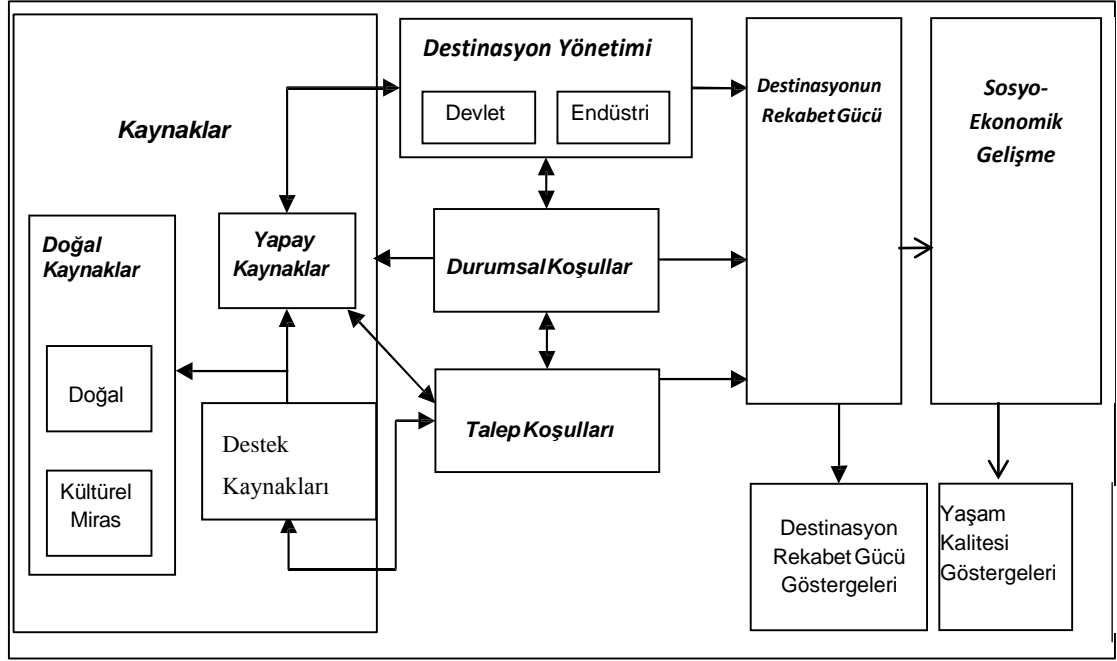 Kaynaklar
Doğal
Kaynaklar
Doğal
Kültürel
Miras
Yapay
Kaynaklar
Destek
Kaynakları
Destinasyon Yönetimi
Devlet
Endüstri
Durumsal Koşullar
Talep Koşulları
Destinasyonun
Rekabet Gücü
Sosyo-
Ekonomik
Gelişme
Destinasyon
Rekabet Gücü
Göstergeleri
Yaşam
Kalitesi
Göstergeleri